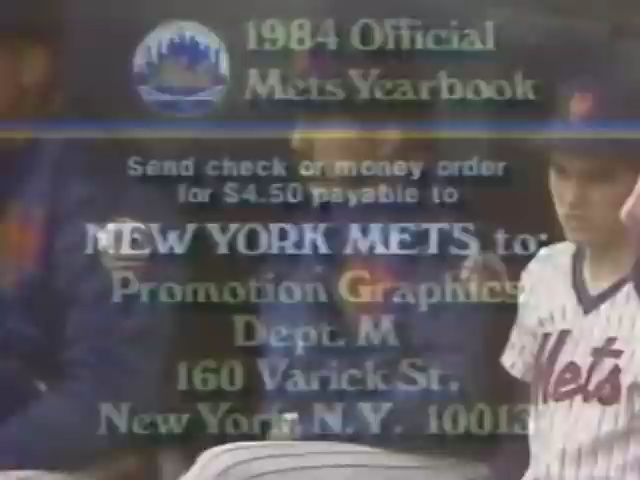 1984 Official
Mets Yearbook
Send check or money order
for $4.50 payable to
NEW YORK METS to:
Promotion Graphics
Dept. M
160 Varick St.
New York, N.Y. 10013
Mets